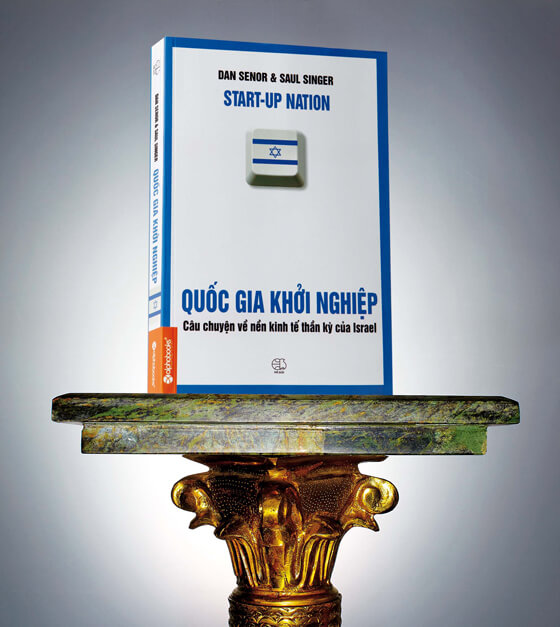 DAN SENOR & SAUL SINGER
START-UP NATION
QUỐC GIA KHỞI NGHIỆP
Câu chuyện về nền kinh tế thần kỳ của Israel
DAN SENOR & SAUL SINGER
QUỐC GIA KHỞI NGHIỆP
alphabooks